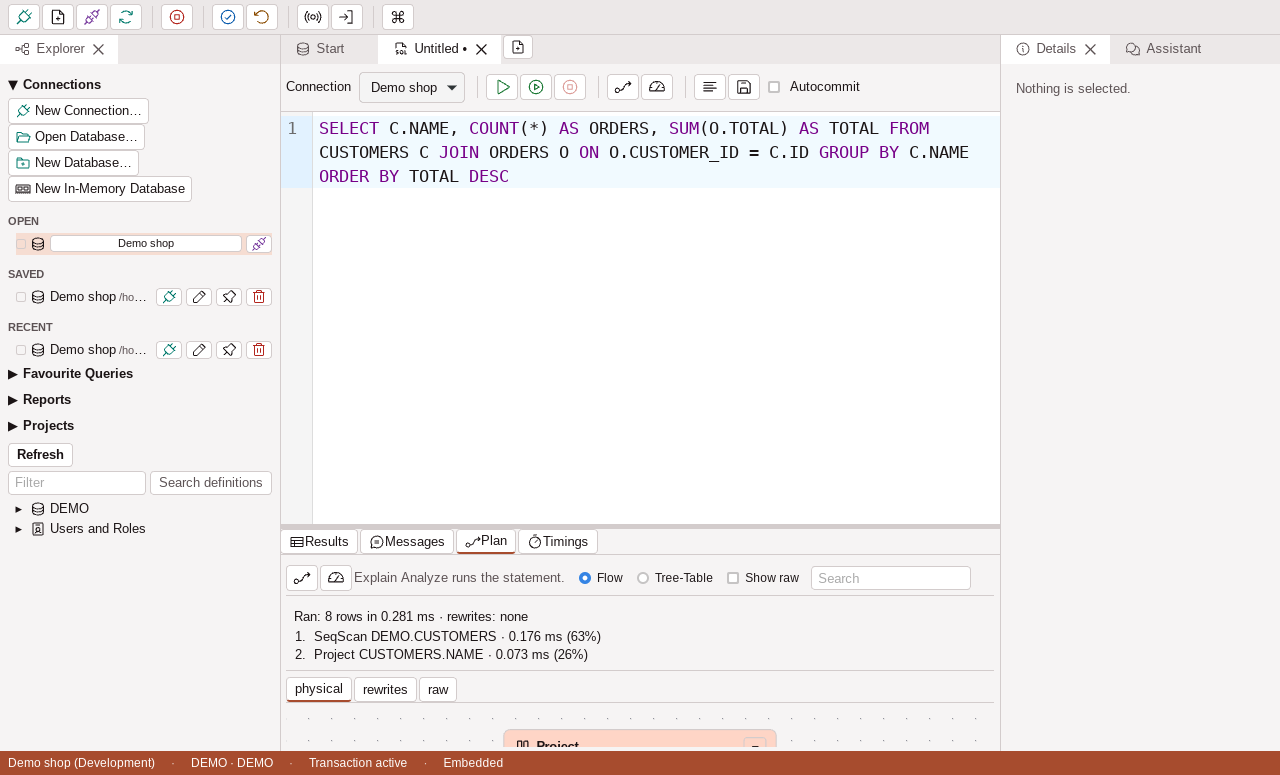 Explorer
Start
Untitled •
Details
Assistant
Connections
New Connection…
Open Database…
New Database…
New In-Memory Database
OPEN
Demo shop
SAVED
Demo shop /ho…
RECENT
Demo shop /ho…
Favourite Queries
Reports
Projects
Refresh
Filter
Search definitions
DEMO
Users and Roles
Connection
Demo shop
Autocommit
1
SELECT C.NAME, COUNT(*) AS ORDERS, SUM(O.TOTAL) AS TOTAL FROM
CUSTOMERS C JOIN ORDERS O ON O.CUSTOMER_ID = C.ID GROUP BY C.NAME
ORDER BY TOTAL DESC
Results
Messages
Plan
Timings
Explain Analyze runs the statement.
Flow
Tree-Table
Show raw
Search
Ran: 8 rows in 0.281 ms · rewrites: none
1. SeqScan DEMO.CUSTOMERS · 0.176 ms (63%)
2. Project CUSTOMERS.NAME · 0.073 ms (26%)
physical
rewrites
raw
Project
Nothing is selected.
Demo shop (Development) · DEMO · DEMO · Transaction active · Embedded